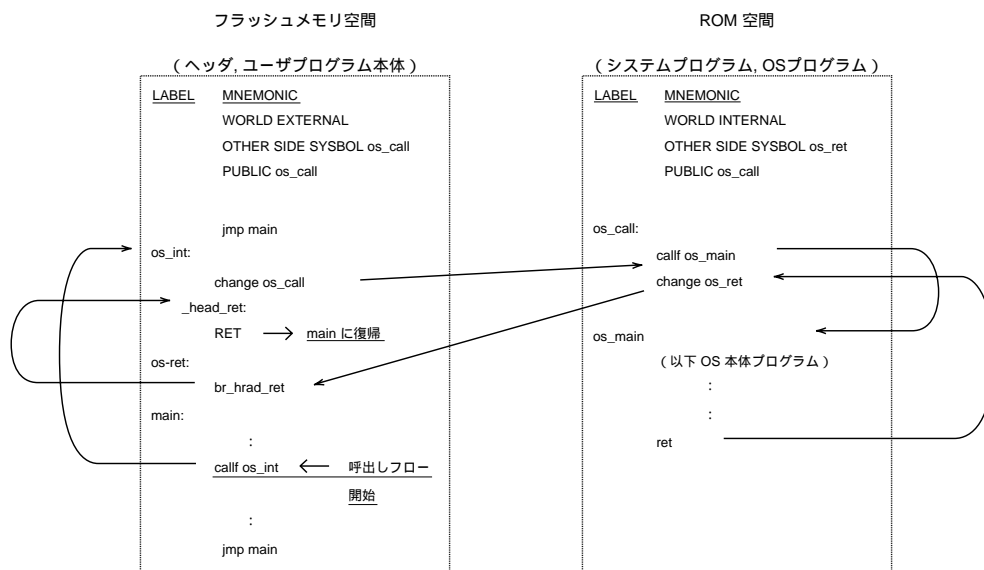 フラッシュメモリ空間
(ヘッダ, ユーザプログラム本体)
LABEL MNEMONIC
WORLD EXTERNAL
OTHER SIDE SYSBOL os_call
PUBLIC os_call
jmp main
os_int:
change os_call
_head_ret:
RET → main に復帰
os-ret:
br_hrad_ret
main:
:
callf os_int ← 呼出しフロー
開始
:
jmp main
ROM 空間
(システムプログラム, OSプログラム)
LABEL MNEMONIC
WORLD INTERNAL
OTHER SIDE SYSBOL os_ret
PUBLIC os_call
os_call:
callf os_main
change os_ret
os_main
(以下 OS 本体プログラム)
:
:
ret